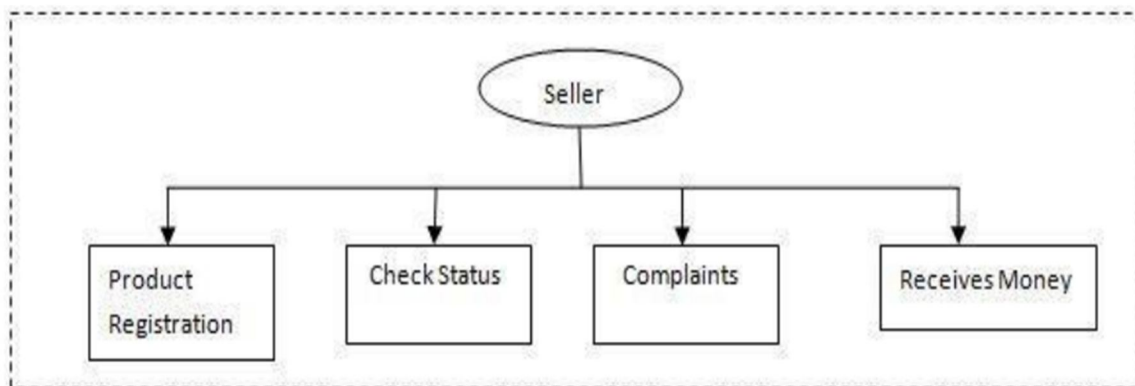 Seller
Product
Registration
Check Status
Complaints
Receives Money